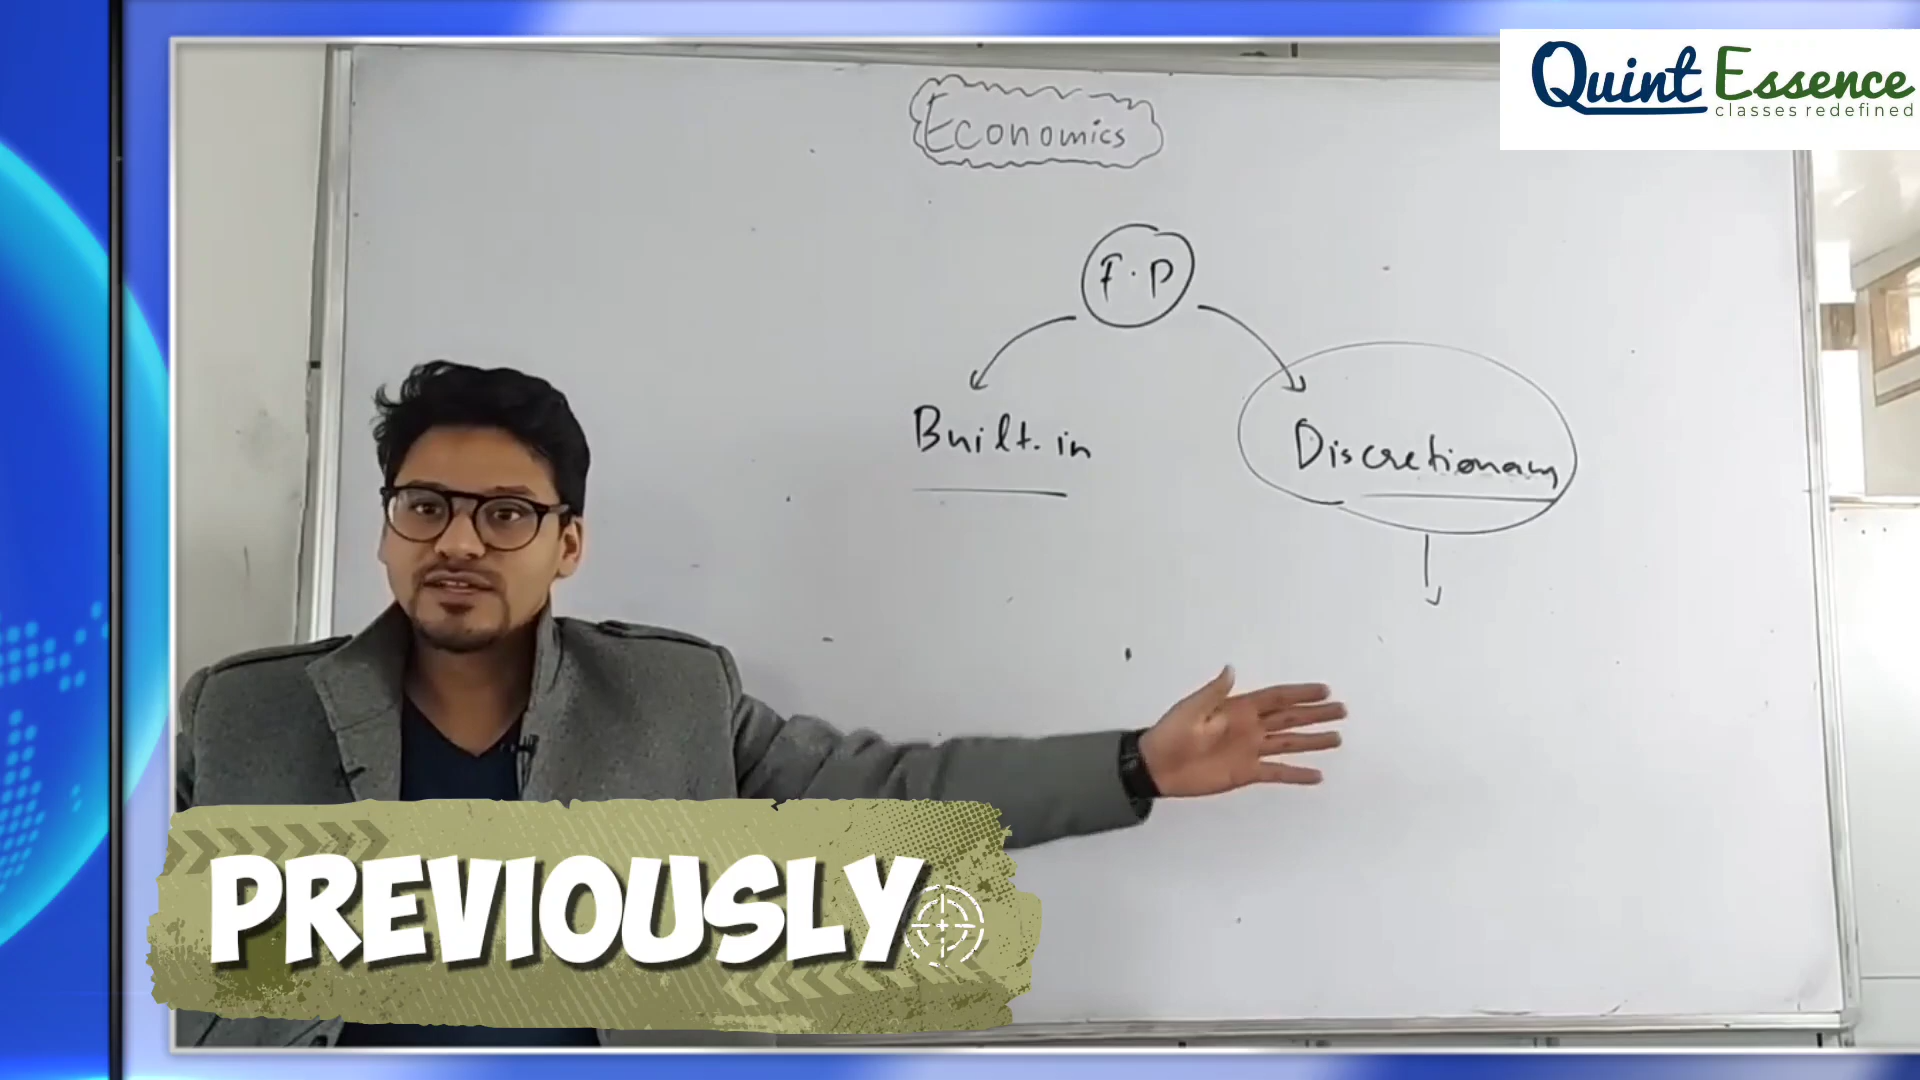 Quint Essence
classes redefined
Economics
F.P
Built-in
Discretionary
PREVIOUSLY